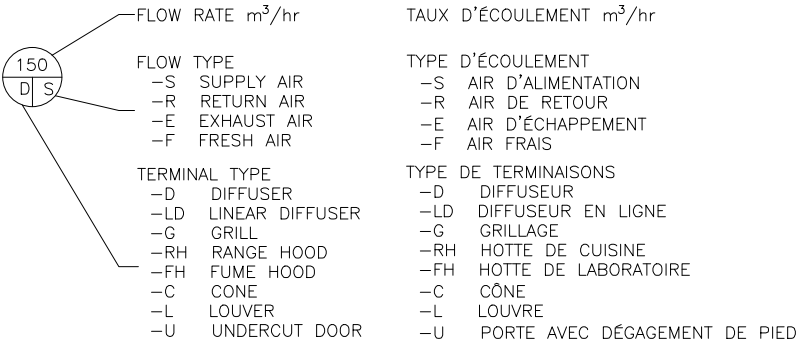 FLOW RATE m³/hr
150
D S
FLOW TYPE
–S SUPPLY AIR
–R RETURN AIR
–E EXHAUST AIR
–F FRESH AIR
TERMINAL TYPE
–D DIFFUSER
–LD LINEAR DIFFUSER
–G GRILL
–RH RANGE HOOD
–FH FUME HOOD
–C CONE
–L LOUVER
–U UNDERCUT DOOR
TAUX D'ÉCOULEMENT m³/hr
TYPE D'ÉCOULEMENT
–S AIR D'ALIMENTATION
–R AIR DE RETOUR
–E AIR D'ÉCHAPPEMENT
–F AIR FRAIS
TYPE DE TERMINAISONS
–D DIFFUSEUR
–LD DIFFUSEUR EN LIGNE
–G GRILLAGE
–RH HOTTE DE CUISINE
–FH HOTTE DE LABORATOIRE
–C CÔNE
–L LOUVRE
–U PORTE AVEC DÉGAGEMENT DE PIED